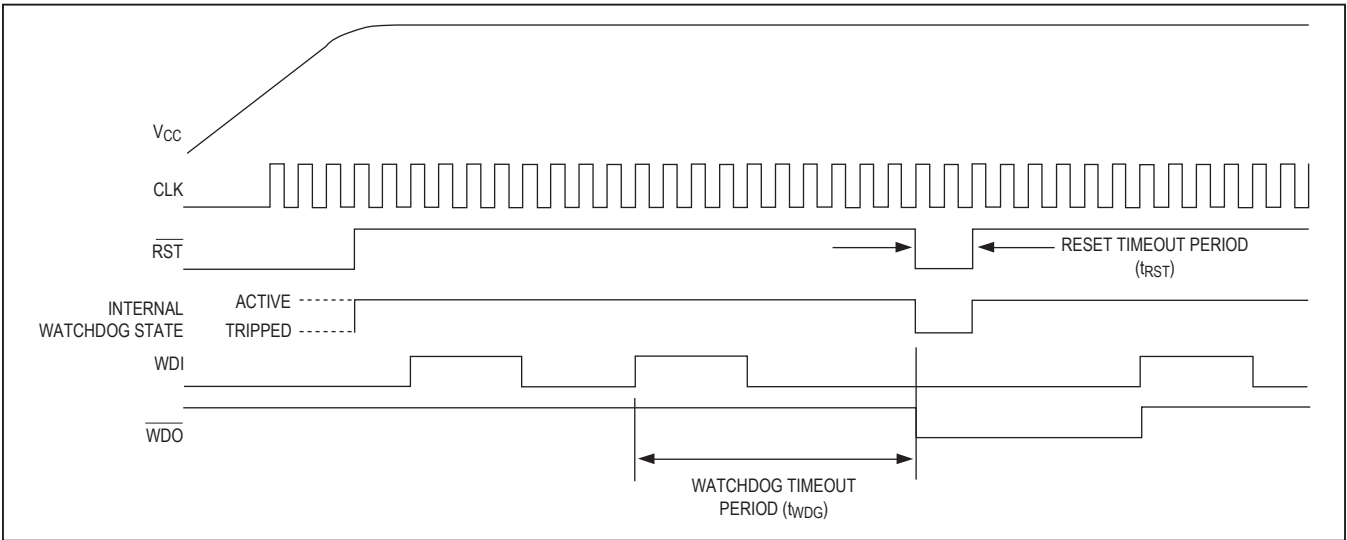 VCC
CLK
RST
RESET TIMEOUT PERIOD
(tRST)
INTERNAL
WATCHDOG STATE
ACTIVE
TRIPPED
WDI
WDO
WATCHDOG TIMEOUT
PERIOD (tWDG)